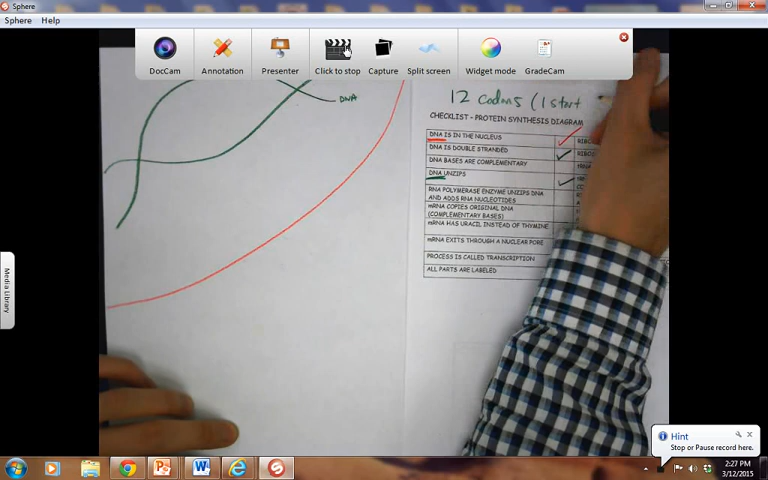 Sphere
Sphere Help
DocCam
Annotation
Presenter
Click to stop
Capture
Split screen
Widget mode
GradeCam
DNA
12 codons (1 start
CHECKLIST - PROTEIN SYNTHESIS DIAGRAM
DNA IS IN THE NUCLEUS
DNA IS DOUBLE STRANDED
DNA BASES ARE COMPLEMENTARY
DNA UNZIPS
RNA POLYMERASE ENZYME UNZIPS DNA
AND ADDS RNA NUCLEOTIDES
mRNA COPIES ORIGINAL DNA
(COMPLEMENTARY BASES)
mRNA HAS URACIL INSTEAD OF THYMINE
mRNA EXITS THROUGH A NUCLEAR PORE
PROCESS IS CALLED TRANSCRIPTION
ALL PARTS ARE LABELED
Media Library
Hint
Stop or Pause record here.
2:27 PM
3/12/2015